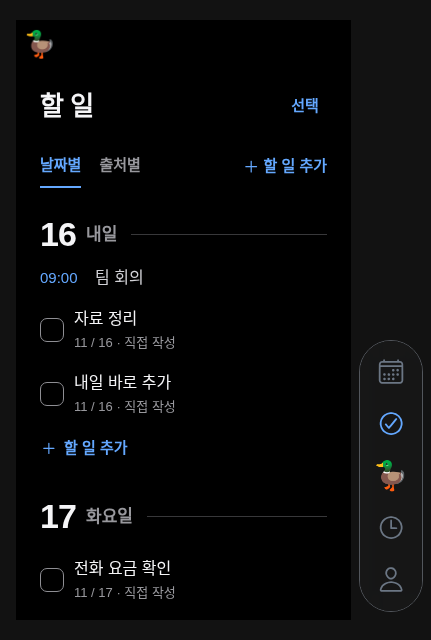 할 일
선택
날짜별 출처별 + 할 일 추가
16 내일
09:00 팀 회의
자료 정리
11 / 16 · 직접 작성
내일 바로 추가
11 / 16 · 직접 작성
+ 할 일 추가
17 화요일
전화 요금 확인
11 / 17 · 직접 작성